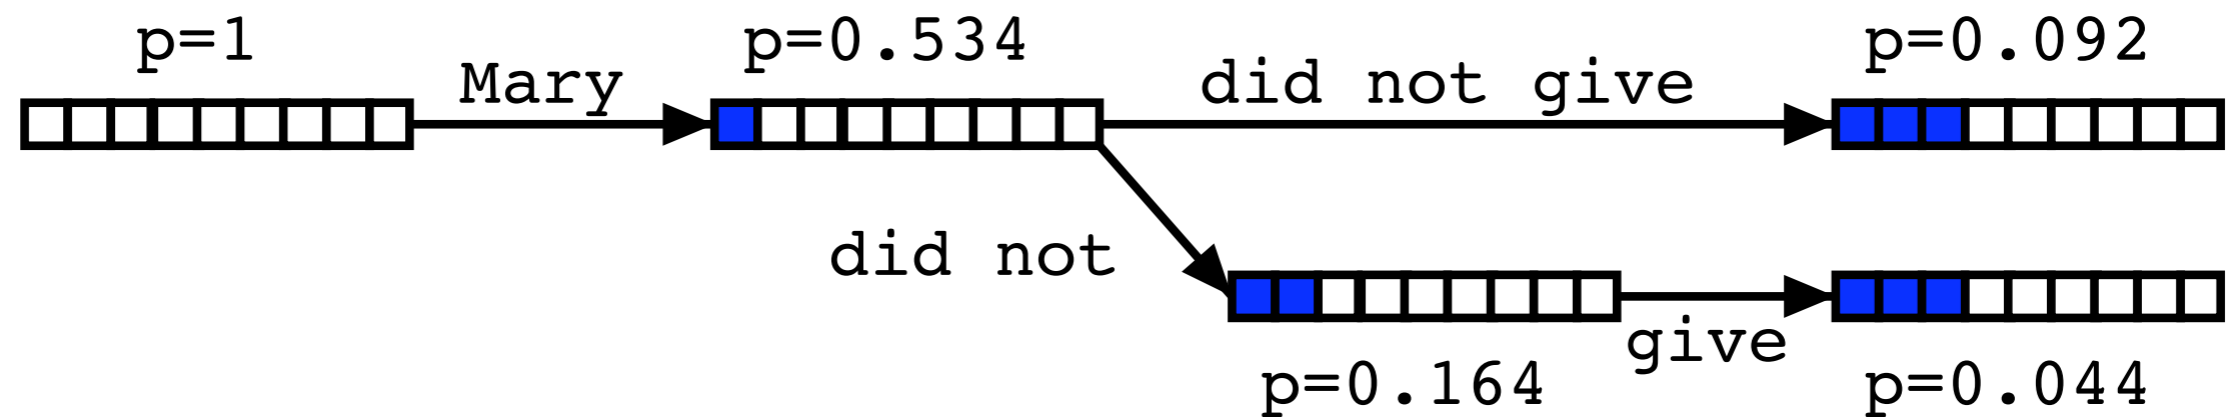 p=1
p=0.534
p=0.092
Mary
did not give
did not
give
p=0.164
p=0.044